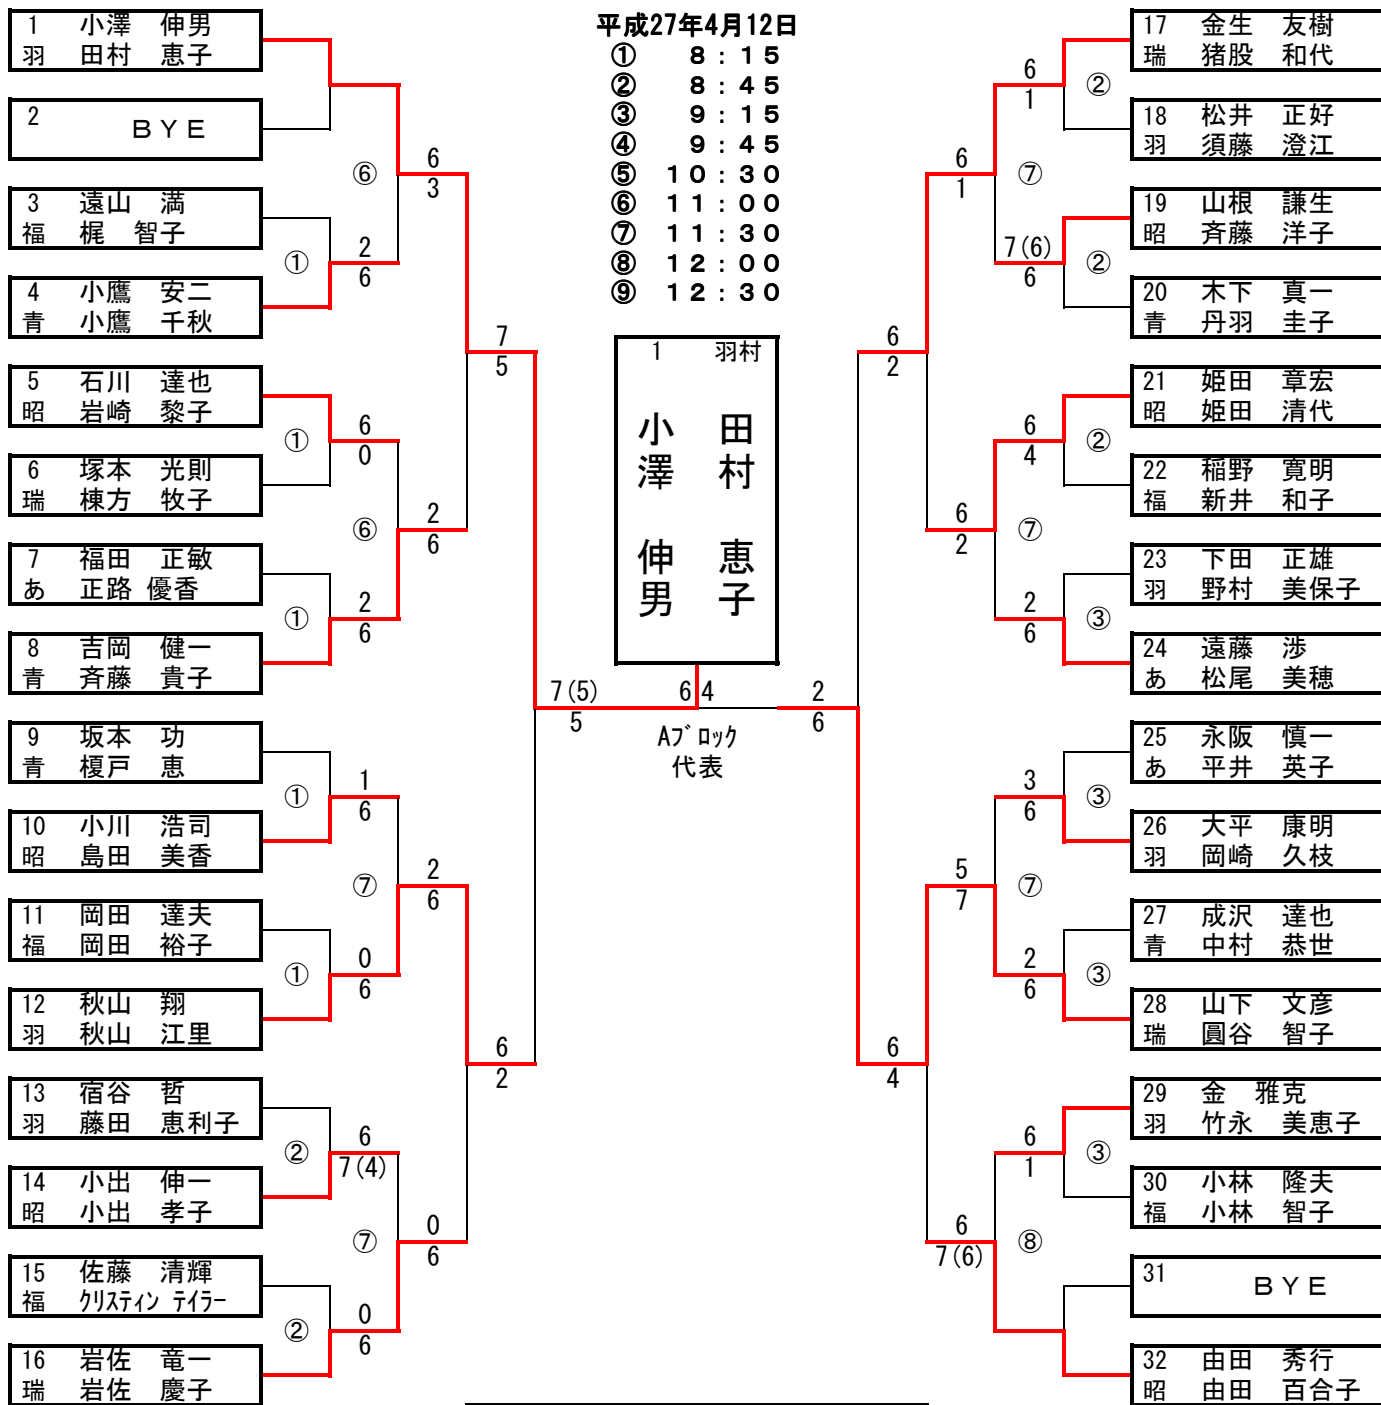 平成27年4月12日
① 8：15
② 8：45
③ 9：15
④ 9：45
⑤ 10：30
⑥ 11：00
⑦ 11：30
⑧ 12：00
⑨ 12：30
1 小澤 伸男
羽 田村 恵子
2 ＢＹＥ
3 遠山 満
福 梶 智子
4 小鷹 安二
青 小鷹 千秋
5 石川 達也
昭 岩崎 黎子
6 塚本 光則
瑞 棟方 牧子
7 福田 正敏
あ 正路 優香
8 吉岡 健一
青 斉藤 貴子
9 坂本 功
青 榎戸 恵
10 小川 浩司
昭 島田 美香
11 岡田 達夫
福 岡田 裕子
12 秋山 翔
羽 秋山 江里
13 宿谷 哲
羽 藤田 恵利子
14 小出 伸一
昭 小出 孝子
15 佐藤 清輝
福 ｸﾘｽﾃｨﾝ ﾃｲﾗｰ
16 岩佐 竜一
瑞 岩佐 慶子
①
2
6
①
6
0
①
2
6
①
1
6
①
0
6
②
6
7(4)
②
0
6
⑥
6
3
⑥
2
6
⑦
2
6
⑦
0
6
7
5
6
2
7(5)
5
1 羽村
田村 恵子
小澤 伸男
6 4
Aﾌﾞﾛｯｸ
代表
2
6
6
2
6
4
6
1
⑦
6
2
⑦
5
7
⑦
6
7(6)
⑧
6
1
②
7(6)
6
②
6
4
②
2
6
③
3
6
③
2
6
③
6
1
③
17 金生 友樹
瑞 猪股 和代
18 松井 正好
羽 須藤 澄江
19 山根 謙生
昭 斉藤 洋子
20 木下 真一
青 丹羽 圭子
21 姫田 章宏
昭 姫田 清代
22 稲野 寛明
福 新井 和子
23 下田 正雄
羽 野村 美保子
24 遠藤 渉
あ 松尾 美穂
25 永阪 慎一
あ 平井 英子
26 大平 康明
羽 岡崎 久枝
27 成沢 達也
青 中村 恭世
28 山下 文彦
瑞 圓谷 智子
29 金 雅克
羽 竹永 美恵子
30 小林 隆夫
福 小林 智子
31 ＢＹＥ
32 由田 秀行
昭 由田 百合子